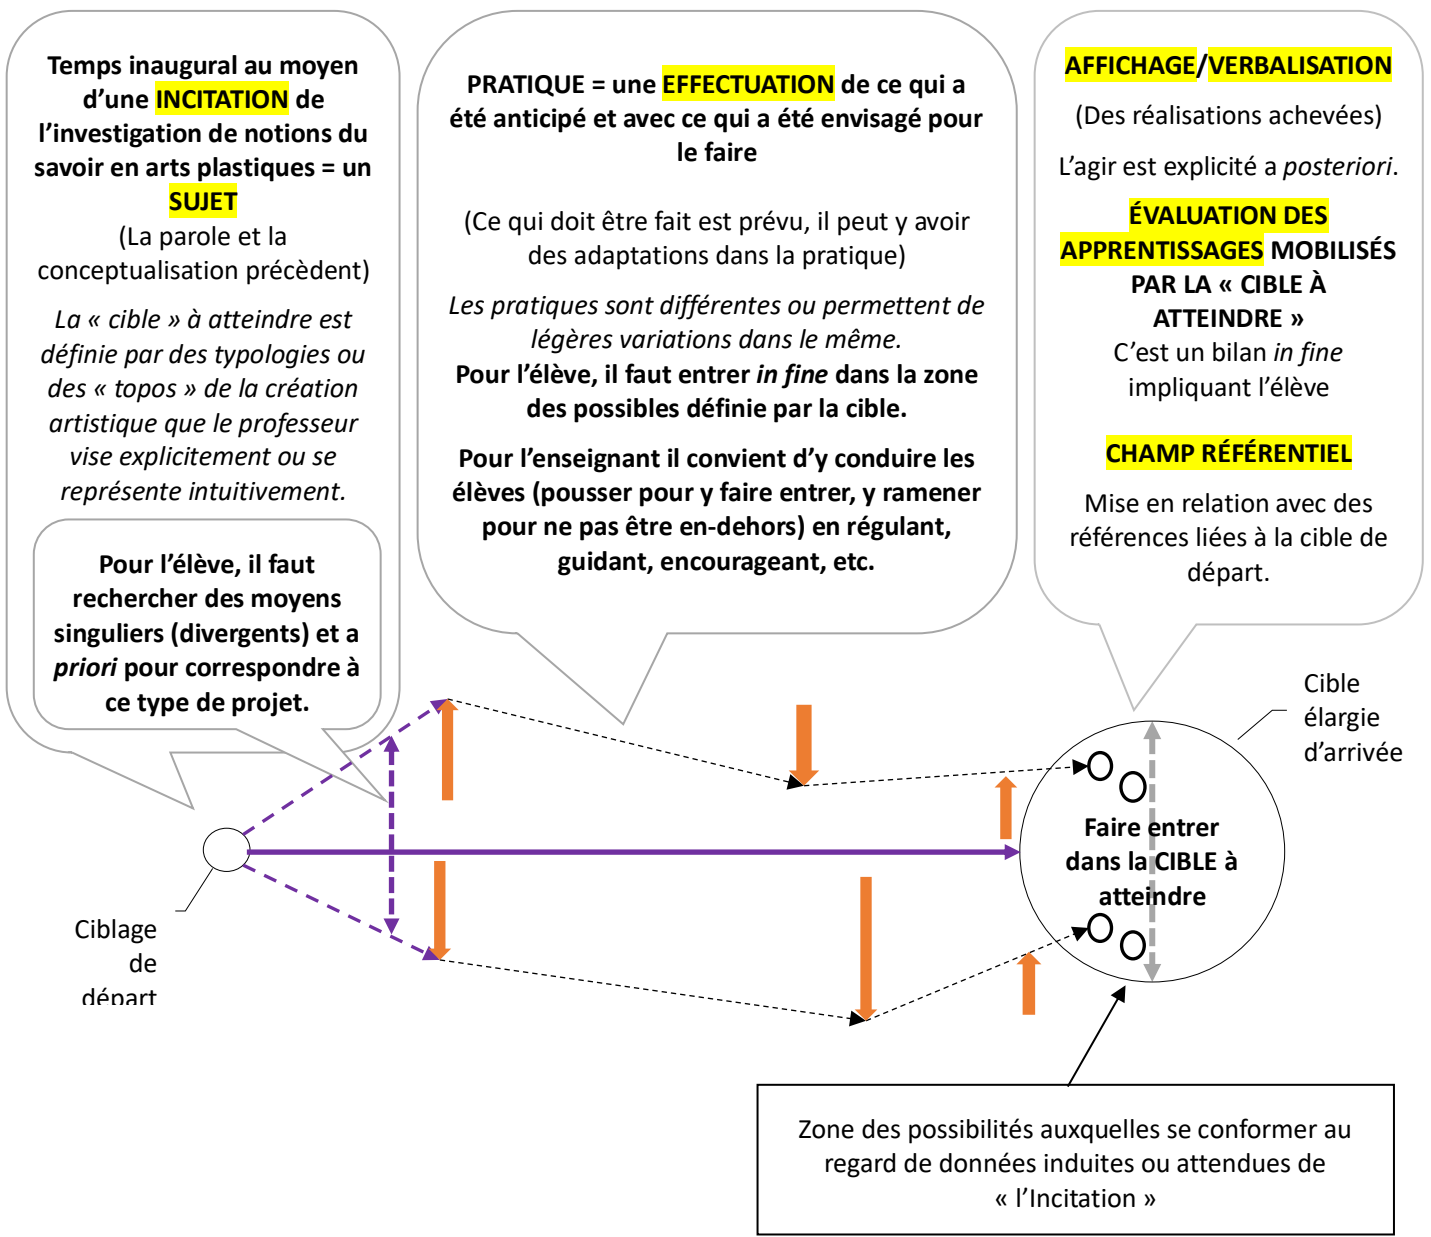 Temps inaugural au moyen
d’une INCITATION de
l’investigation de notions du
savoir en arts plastiques = un
SUJET
(La parole et la
conceptualisation précèdent)
La « cible » à atteindre est
définie par des typologies ou
des « topos » de la création
artistique que le professeur
vise explicitement ou se
représente intuitivement.
Pour l’élève, il faut
rechercher des moyens
singuliers (divergents) et a
priori pour correspondre à
ce type de projet.
PRATIQUE = une EFFECTUATION de ce qui a
été anticipé et avec ce qui a été envisagé pour
le faire
(Ce qui doit être fait est prévu, il peut y avoir
des adaptations dans la pratique)
Les pratiques sont différentes ou permettent de
légères variations dans le même.
Pour l’élève, il faut entrer in fine dans la zone
des possibles définie par la cible.
Pour l’enseignant il convient d’y conduire les
élèves (pousser pour y faire entrer, y ramener
pour ne pas être en-dehors) en régulant,
guidant, encourageant, etc.
AFFICHAGE/VERBALISATION
(Des réalisations achevées)
L’agir est explicité a posteriori.
ÉVALUATION DES
APPRENTISSAGES MOBILISÉS
PAR LA « CIBLE À
ATTEINDRE »
C’est un bilan in fine
impliquant l’élève
CHAMP RÉFÉRENTIEL
Mise en relation avec des
références liées à la cible de
départ.
Cible
élargie
d’arrivée
Faire entrer
dans la CIBLE à
atteindre
Ciblage
de
départ
Zone des possibilités auxquelles se conformer au
regard de données induites ou attendues de
« l’Incitation »